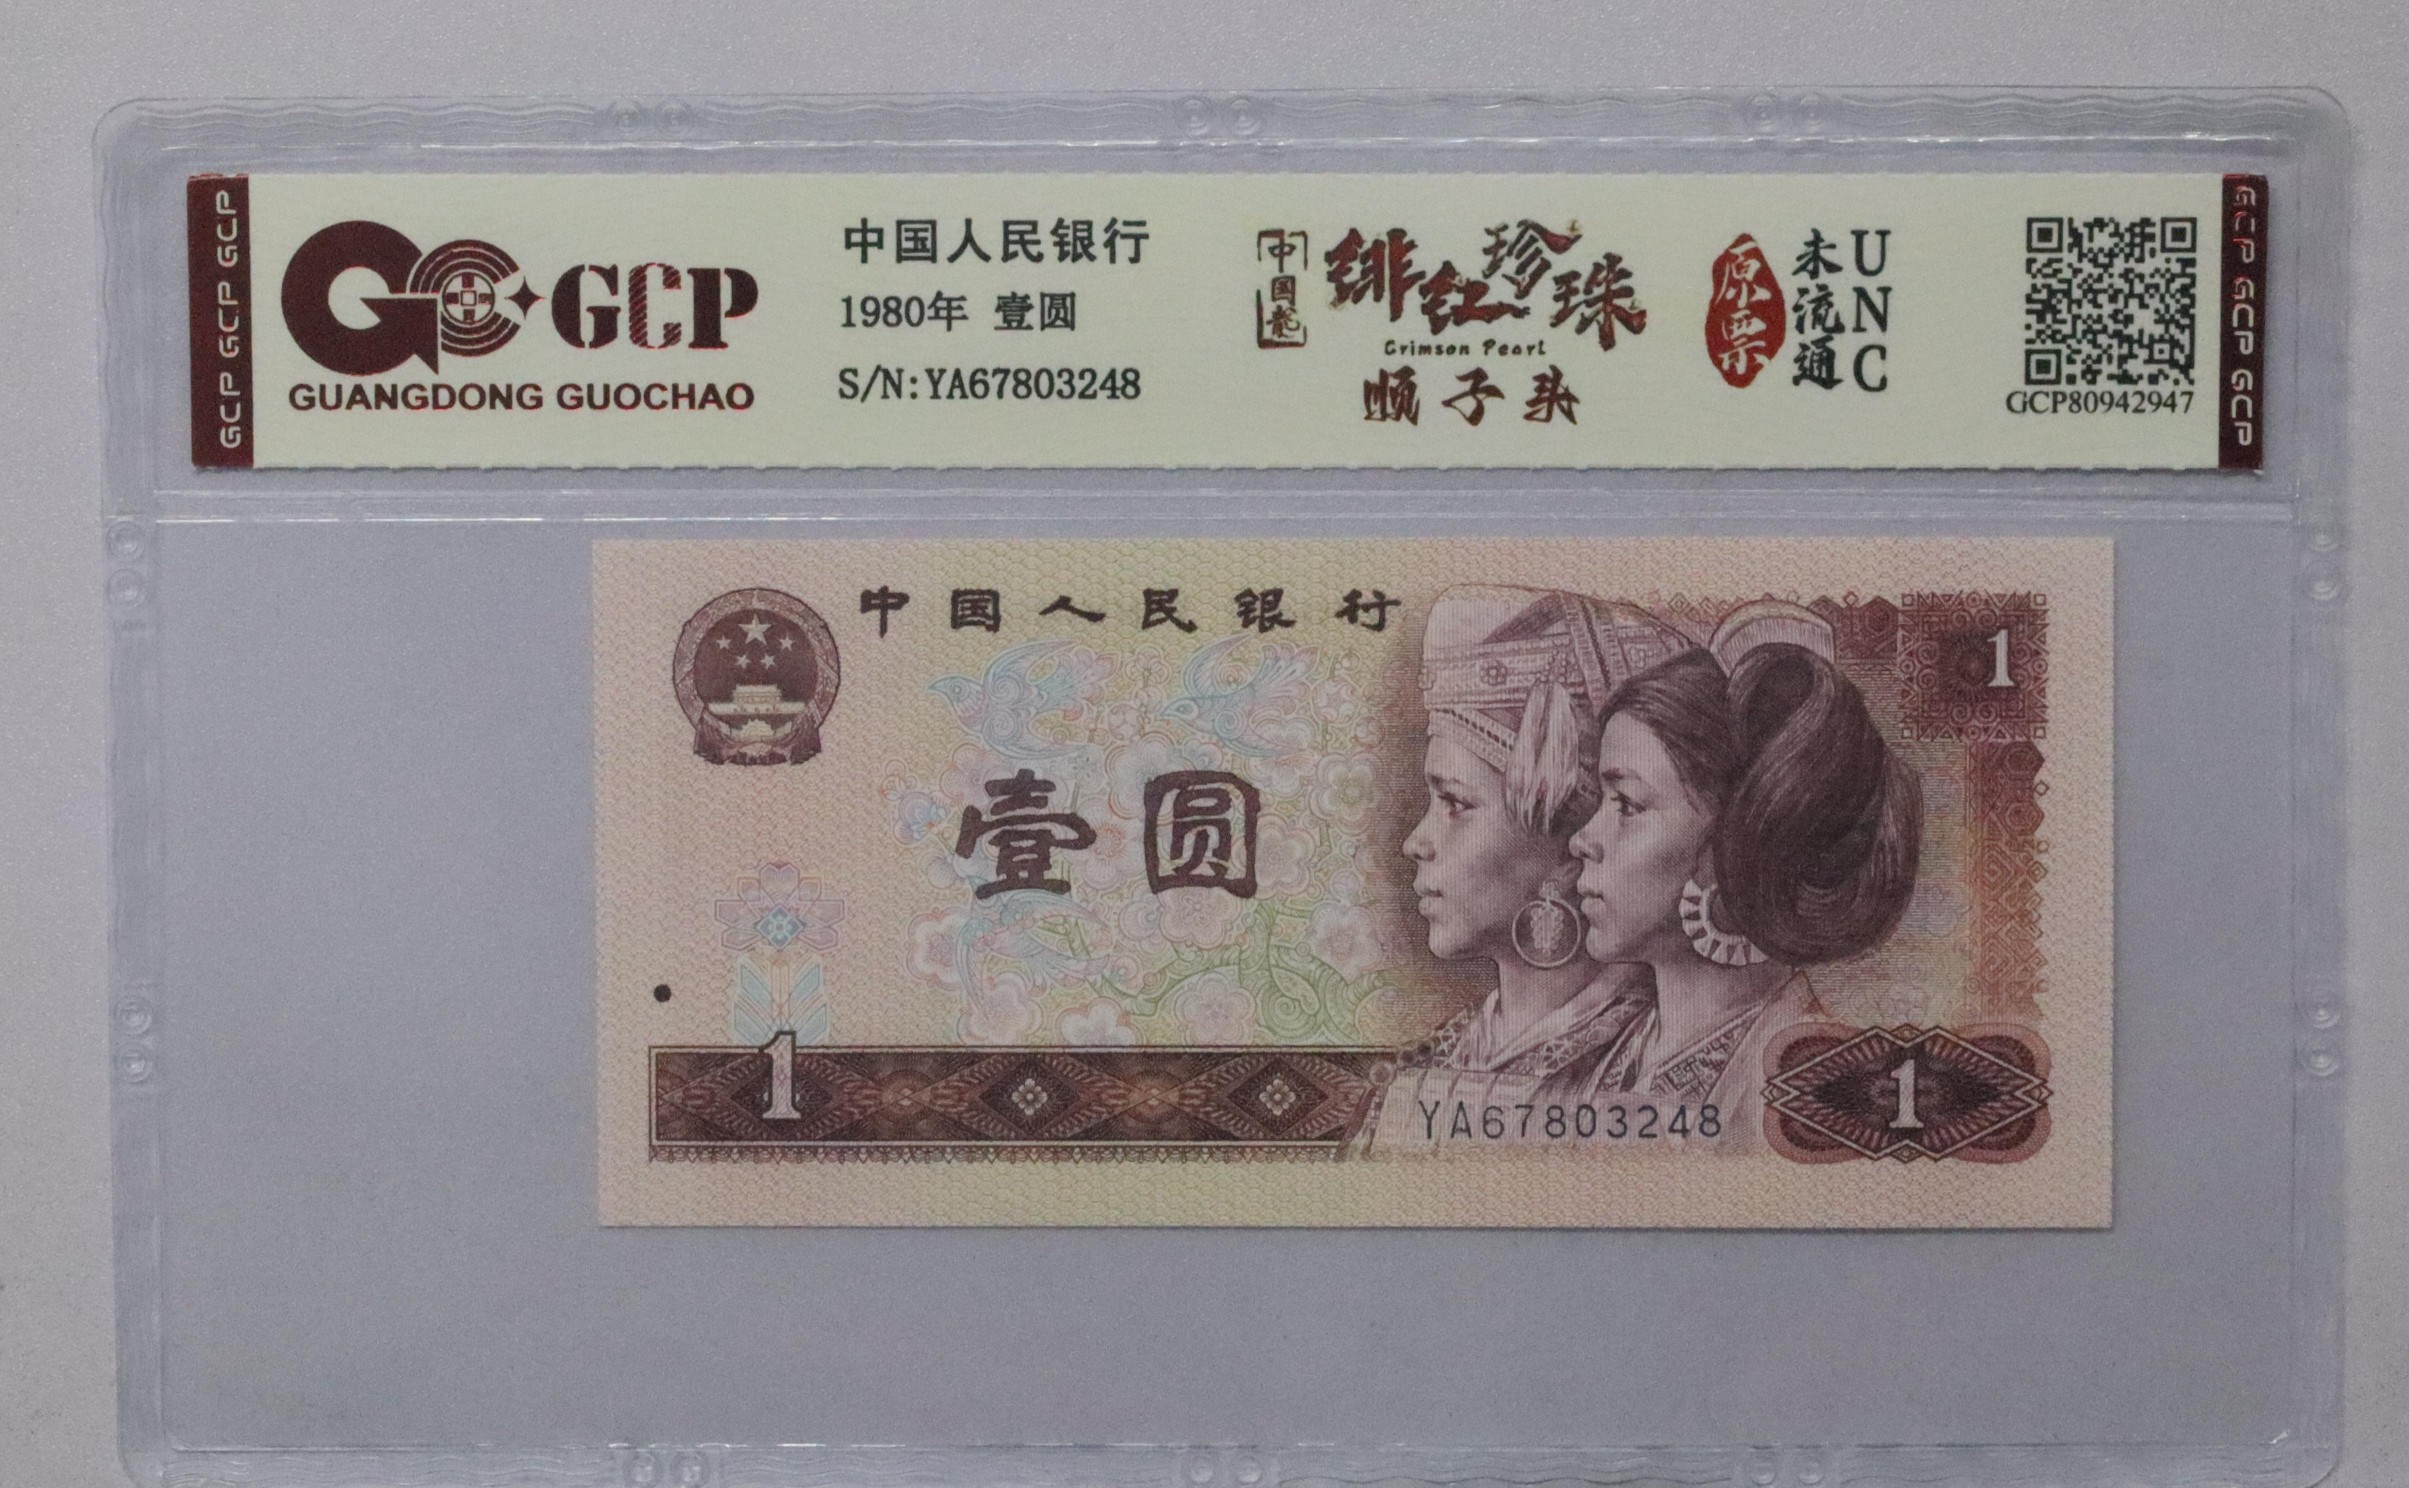 GCP GCP GCP
GCP
GUANGDONG GUOCHAO
中国人民银行
1980年 壹圆
S/N:YA67803248
中国龍
绯红珍珠
Crimson Pearl
顺子券
原票
未流通
UNC
GCP80942947
GCP GCP GCP
中国人民银行
1
壹圆
1
YA67803248
1